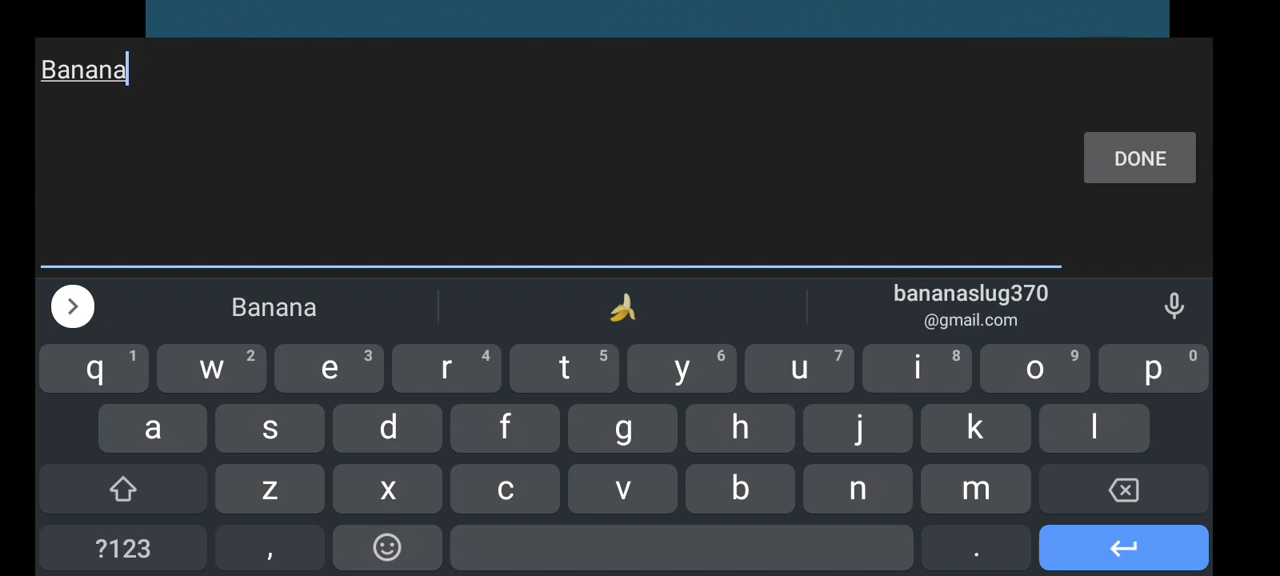 Banana
DONE
Banana
bananaslug370
@gmail.com
q 1 w 2 e 3 r 4 t 5 y 6 u 7 i 8 o 9 p 0
a s d f g h j k l
z x c v b n m
?123 , .